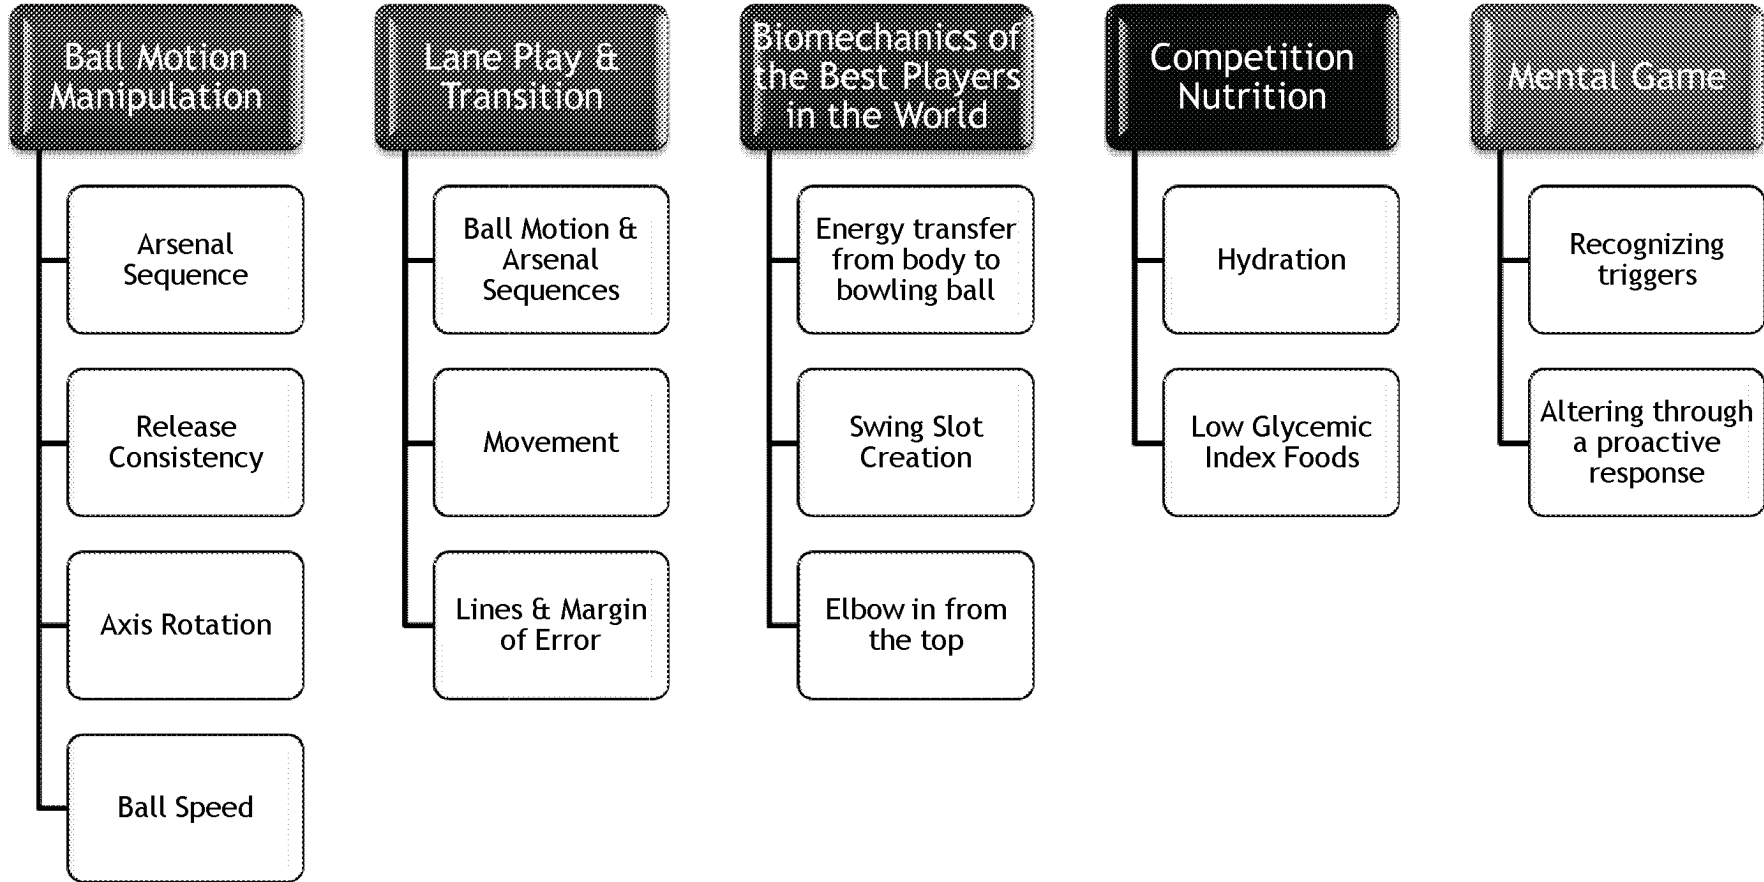 Ball Motion
Manipulation
Arsenal
Sequence
Release
Consistency
Axis Rotation
Ball Speed
Lane Play &
Transition
Ball Motion &
Arsenal
Sequences
Movement
Lines & Margin
of Error
Biomechanics of
the Best Players
in the World
Energy transfer
from body to
bowling ball
Swing Slot
Creation
Elbow in from
the top
Competition
Nutrition
Hydration
Low Glycemic
Index Foods
Mental Game
Recognizing
triggers
Altering through
a proactive
response